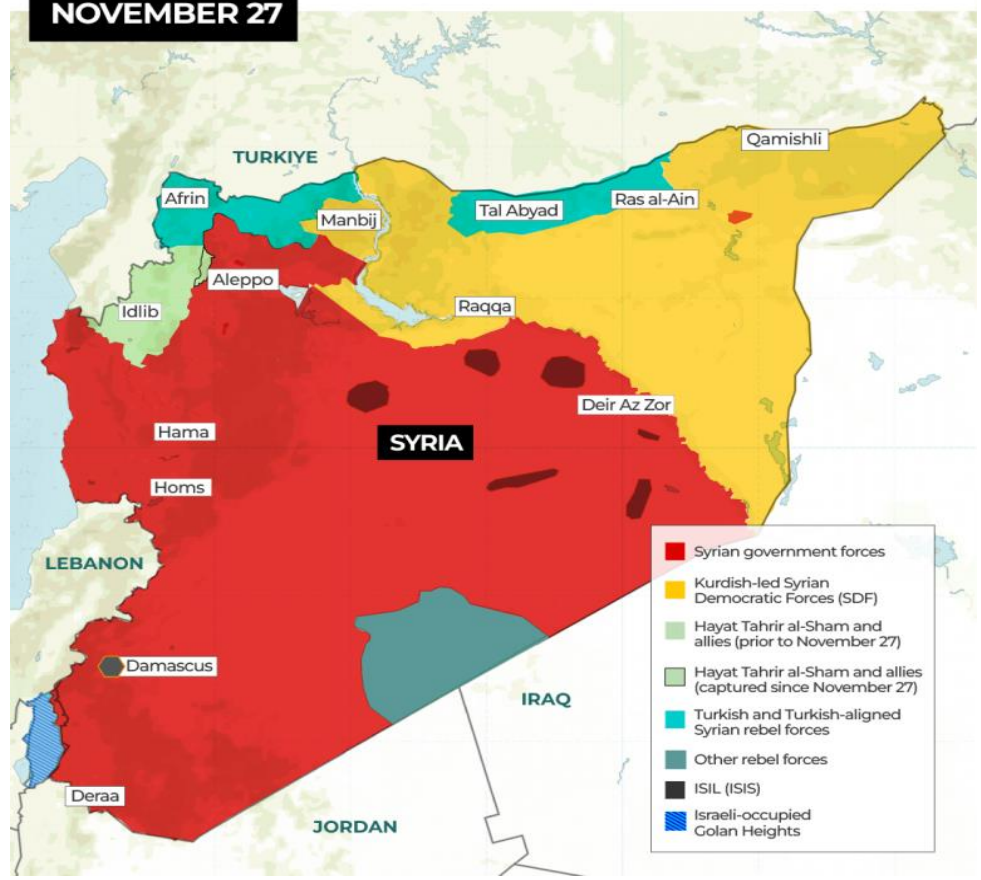 NOVEMBER 27
TURKIYE
Qamishli
Afrin
Manbij
Tal Abyad
Ras al-Ain
Aleppo
Idlib
Raqqa
Deir Az Zor
Hama
SYRIA
Homs
LEBANON
Damascus
IRAQ
Deraa
JORDAN
Syrian government forces
Kurdish-led Syrian
Democratic Forces (SDF)
Hayat Tahrir al-Sham and
allies (prior to November 27)
Hayat Tahrir al-Sham and allies
(captured since November 27)
Turkish and Turkish-aligned
Syrian rebel forces
Other rebel forces
ISIL (ISIS)
Israeli-occupied
Golan Heights